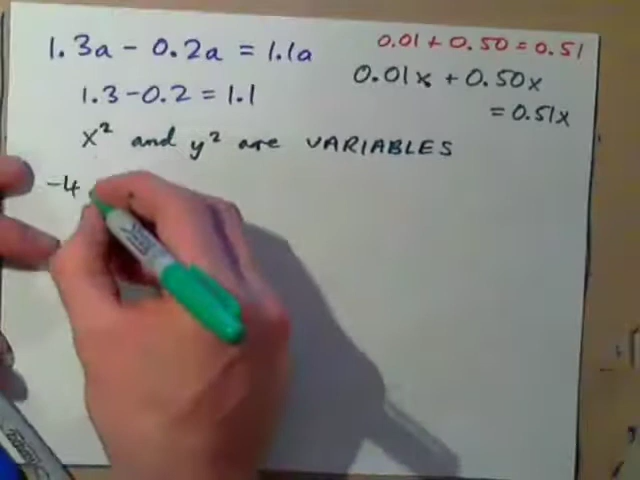 1.3a - 0.2a = 1.1a
1.3 - 0.2 = 1.1
0.01 + 0.50 = 0.51
0.01x + 0.50x
= 0.51x
x² and y² are VARIABLES
-4